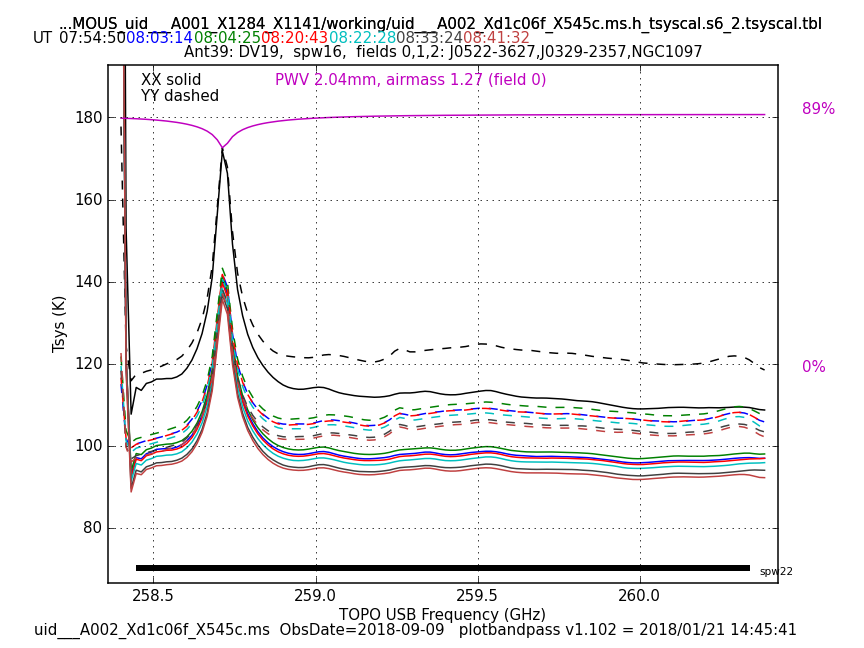 ...MOUS_uid___A001_X1284_X1141/working/uid___A002_Xd1c06f_X545c.ms.h_tsyscal.s6_2.tsyscal.tbl
UT 07:54:50 08:03:14 08:04:25 08:20:43 08:22:28 08:33:24 08:41:32
Ant39: DV19, spw16, fields 0,1,2: J0522-3627,J0329-2357,NGC1097
XX solid
PWV 2.04mm, airmass 1.27 (field 0)
YY dashed
89%
0%
180
160
140
120
100
80
Tsys (K)
spw22
258.5 259.0 259.5 260.0
TOPO USB Frequency (GHz)
uid___A002_Xd1c06f_X545c.ms ObsDate=2018-09-09 plotbandpass v1.102 = 2018/01/21 14:45:41